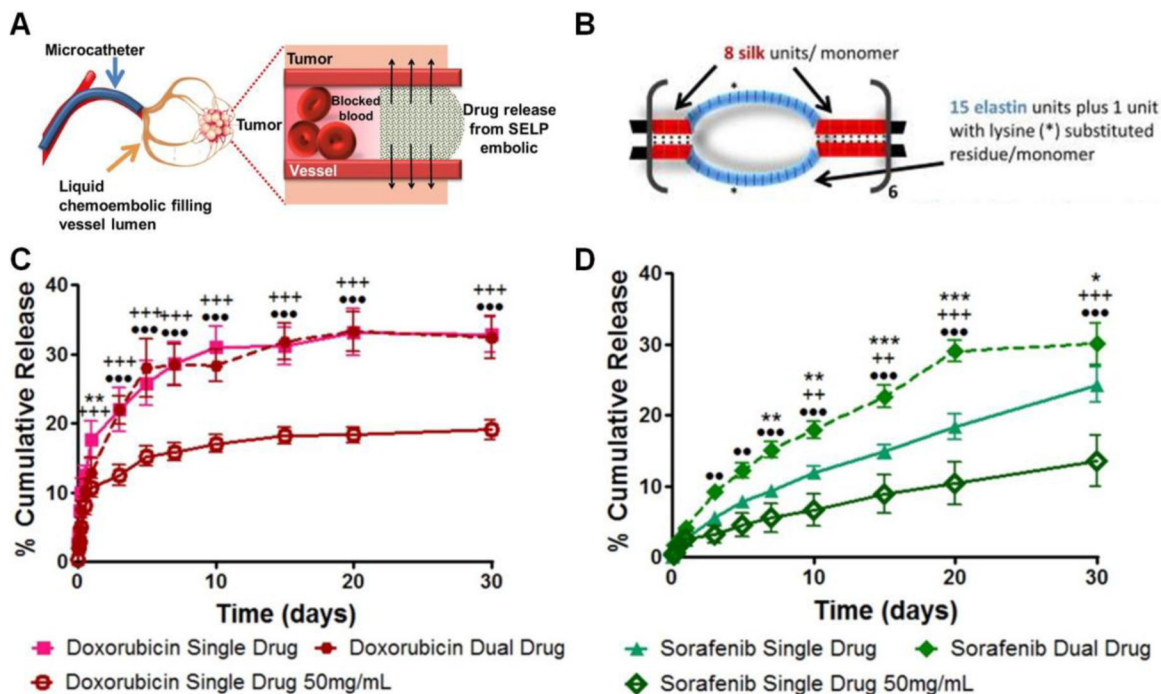 A
Microcatheter
Tumor
Liquid
chemoembolic filling
vessel lumen
Tumor
Blocked
blood
Vessel
Drug release
from SELP
embolic
B
8 silk units/ monomer
*
*
6
15 elastin units plus 1 unit
with lysine (*) substituted
residue/monomer
C
% Cumulative Release
40
30
20
10
0
0 10 20 30
Time (days)
**
+++
+++
●●●
+++
●●●
+++
●●●
+++
●●●
+++
●●●
+++
●●●
+++
●●●
Doxorubicin Single Drug
Doxorubicin Dual Drug
Doxorubicin Single Drug 50mg/mL
D
% Cumulative Release
40
30
20
10
0
0 10 20 30
Time (days)
●●
●●
**
●●●
**
++
●●●
***
++
●●●
***
+++
●●●
*
+++
●●●
Sorafenib Single Drug
Sorafenib Dual Drug
Sorafenib Single Drug 50mg/mL